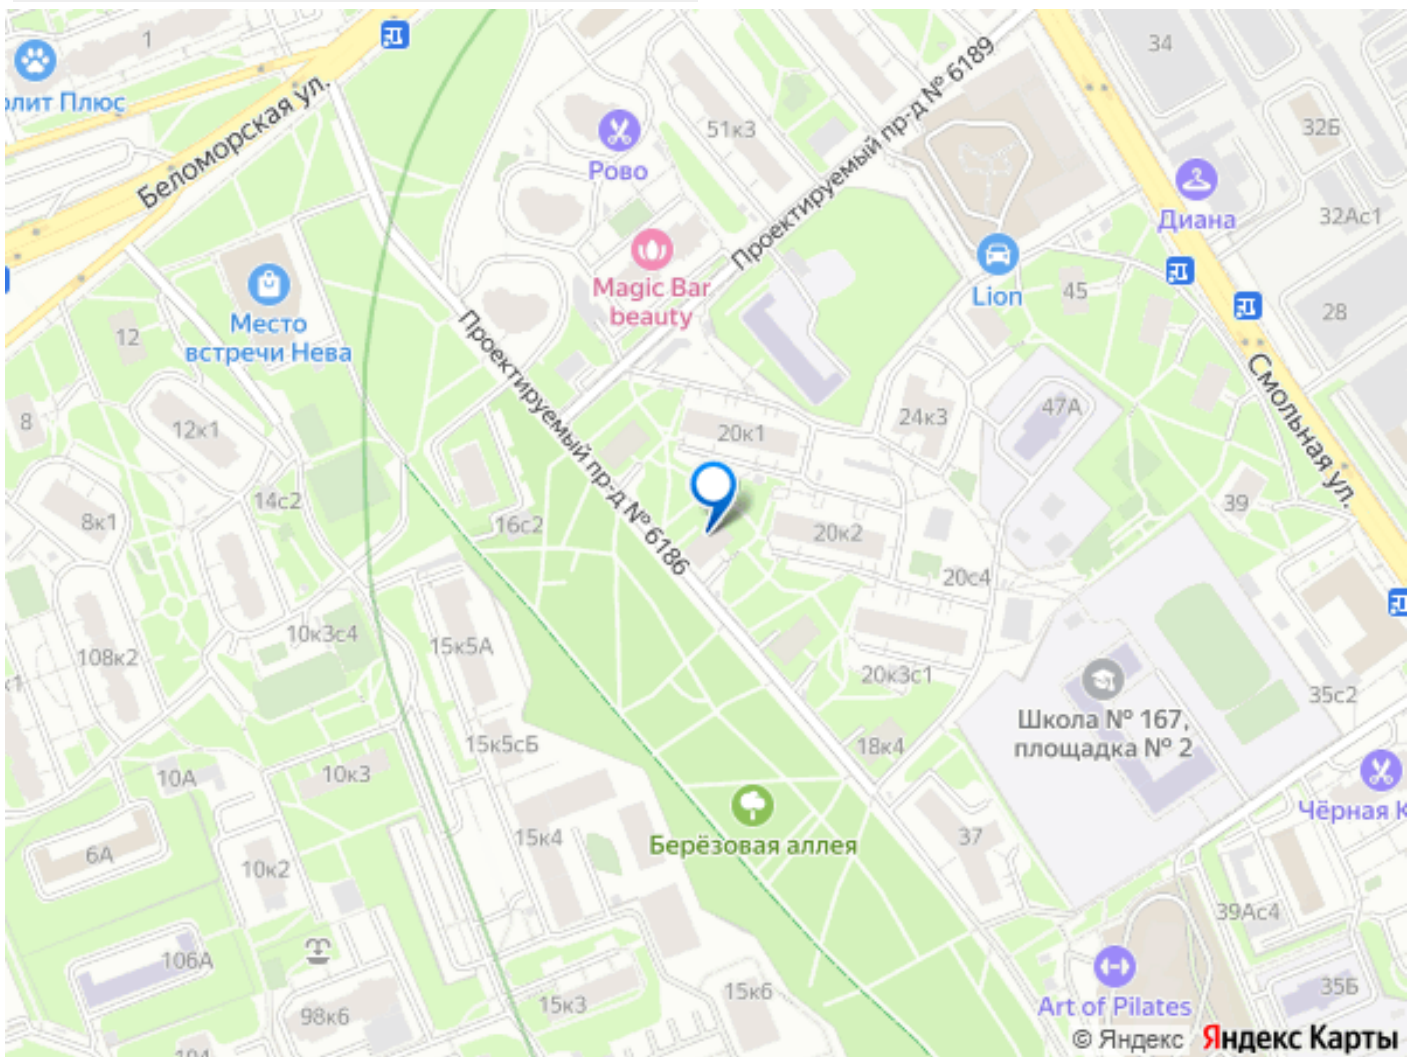 1
олит Плюс
Беломорская ул.
Рово
51к3
Проектируемый пр-д № 6189
34
32Б
Диана
32Ас1
Magic Bar
beauty
Lion
45
28
Место
встречи Нева
12
8
12к1
Проектируемый пр-д № 6186
20к1
24к3
47А
Смольная ул.
39
14с2
8к1
16с2
20к2
20с4
10к3с4
15к5А
108к2
20к3с1
Школа № 167,
площадка № 2
35с2
15к5сБ
18к4
10А
10к3
Чёрная К
15к4
Берёзовая аллея
37
6А
10к2
39Ас4
106А
15к3
15к6
98к6
Art of Pilates
35Б
© Яндекс Яндекс Карты